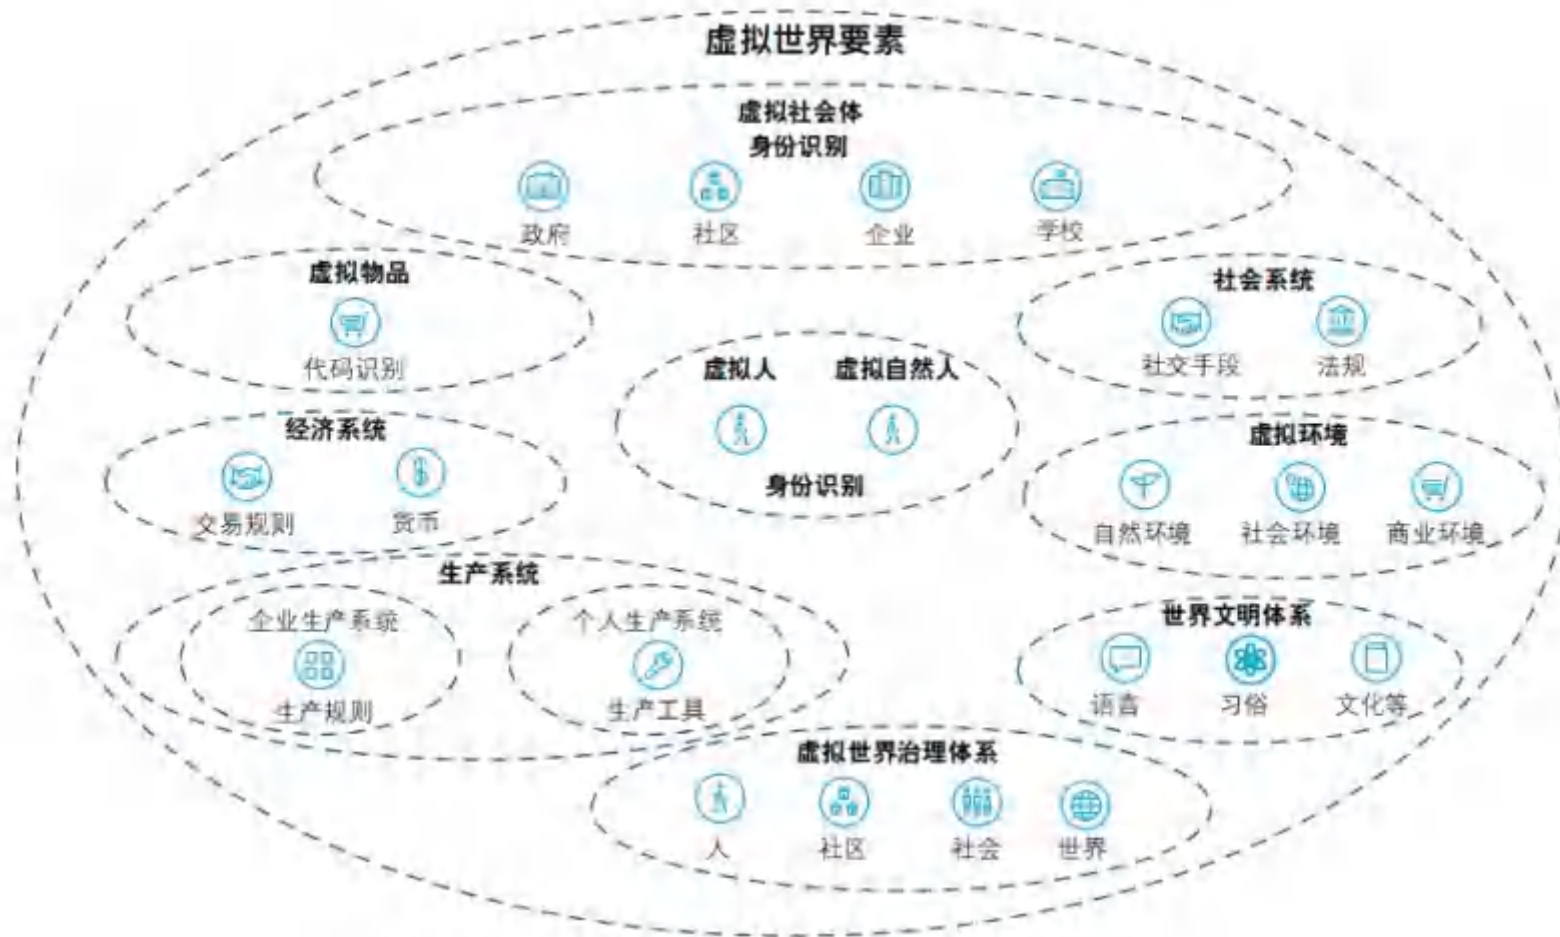 虚拟世界要素
虚拟社会体
身份识别
政府 社区 企业 学校
虚拟物品
代码识别
社会系统
社交手段 法规
虚拟人 虚拟自然人
身份识别
经济系统
交易规则 货币
虚拟环境
自然环境 社会环境 商业环境
生产系统
企业生产系统 个人生产系统
生产规则 生产工具
世界文明体系
语言 习俗 文化等
虚拟世界治理体系
人 社区 社会 世界